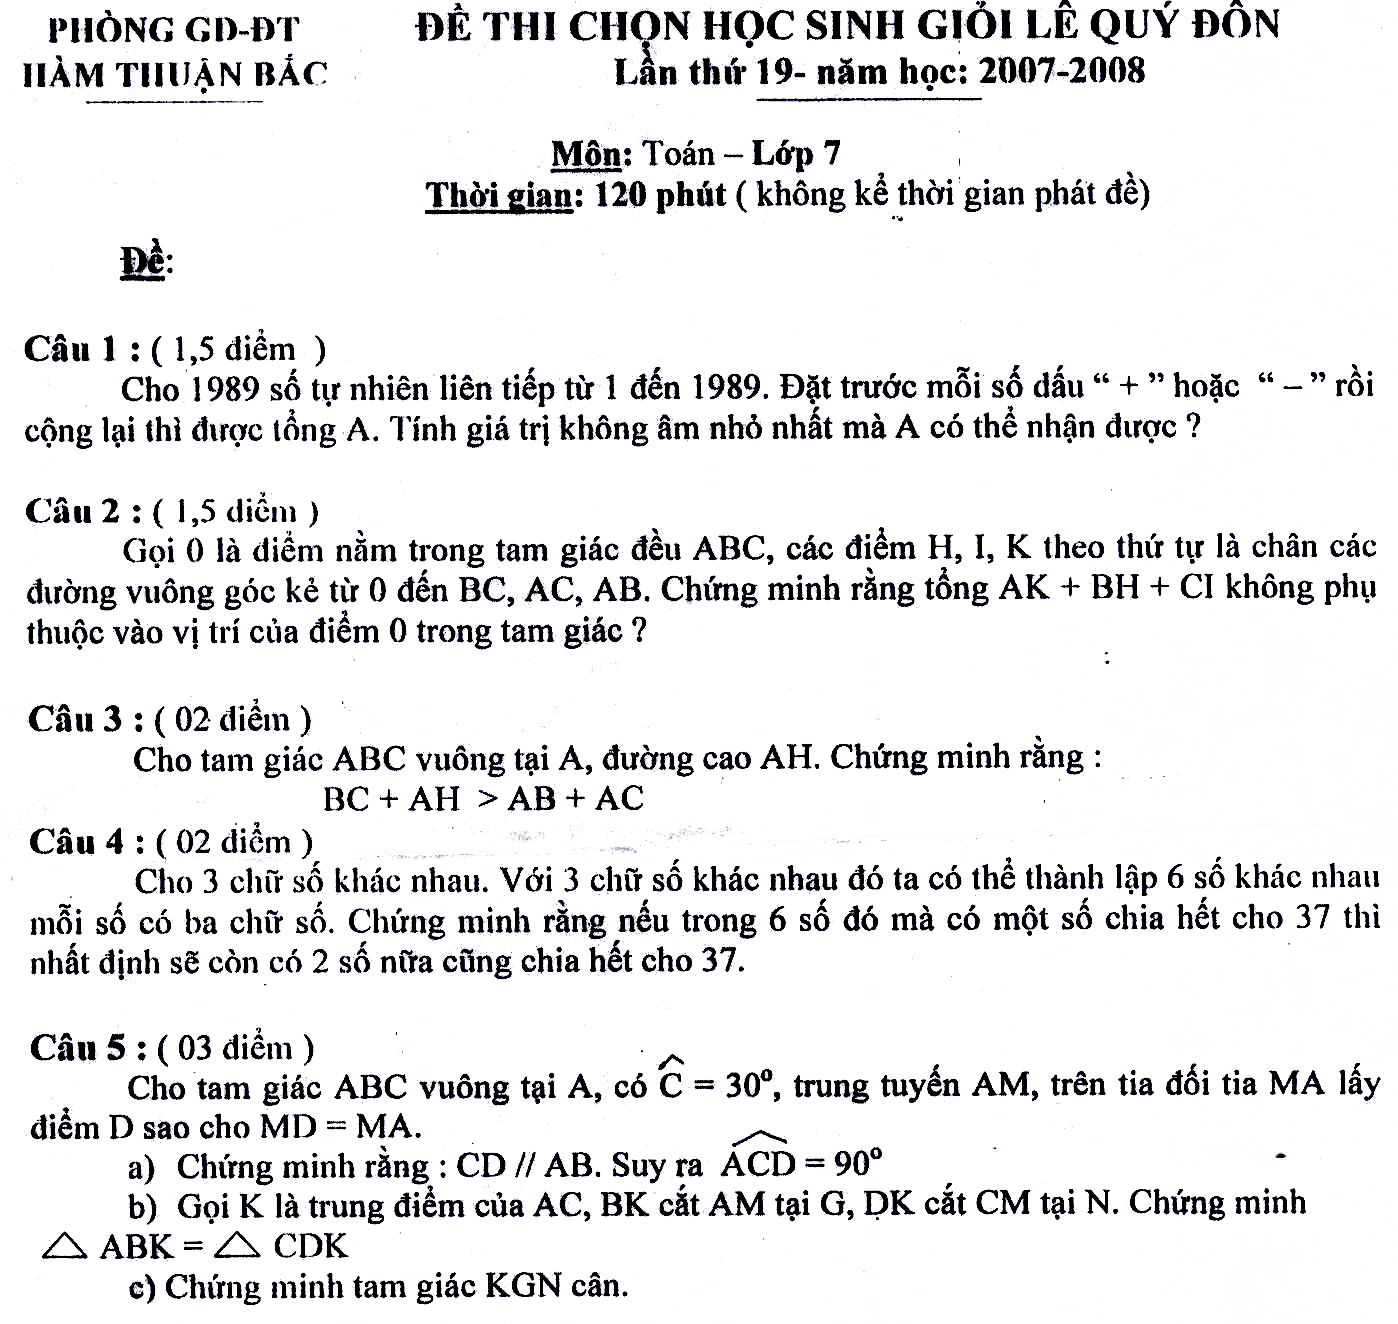 PHÒNG GD-ĐT
HÀM THUẬN BẮC
ĐỀ THI CHỌN HỌC SINH GIỎI LÊ QUÝ ĐÔN
Lần thứ 19- năm học: 2007-2008
Môn: Toán – Lớp 7
Thời gian: 120 phút ( không kể thời gian phát đề)
Đề:
Câu 1 : ( 1,5 điểm )
Cho 1989 số tự nhiên liên tiếp từ 1 đến 1989. Đặt trước mỗi số dấu “ + ” hoặc “ – ” rồi
cộng lại thì được tổng A. Tính giá trị không âm nhỏ nhất mà A có thể nhận được ?
Câu 2 : ( 1,5 điểm )
Gọi 0 là điểm nằm trong tam giác đều ABC, các điểm H, I, K theo thứ tự là chân các
đường vuông góc kẻ từ 0 đến BC, AC, AB. Chứng minh rằng tổng AK + BH + CI không phụ
thuộc vào vị trí của điểm 0 trong tam giác ?
Câu 3 : ( 02 điểm )
Cho tam giác ABC vuông tại A, đường cao AH. Chứng minh rằng :
BC + AH > AB + AC
Câu 4 : ( 02 điểm )
Cho 3 chữ số khác nhau. Với 3 chữ số khác nhau đó ta có thể thành lập 6 số khác nhau
mỗi số có ba chữ số. Chứng minh rằng nếu trong 6 số đó mà có một số chia hết cho 37 thì
nhất định sẽ còn có 2 số nữa cũng chia hết cho 37.
Câu 5 : ( 03 điểm )
Cho tam giác ABC vuông tại A, có Ĉ = 30º, trung tuyến AM, trên tia đối tia MA lấy
điểm D sao cho MD = MA.
a) Chứng minh rằng : CD // AB. Suy ra ACD = 90º
b) Gọi K là trung điểm của AC, BK cắt AM tại G, DK cắt CM tại N. Chứng minh
△ ABK = △ CDK
c) Chứng minh tam giác KGN cân.